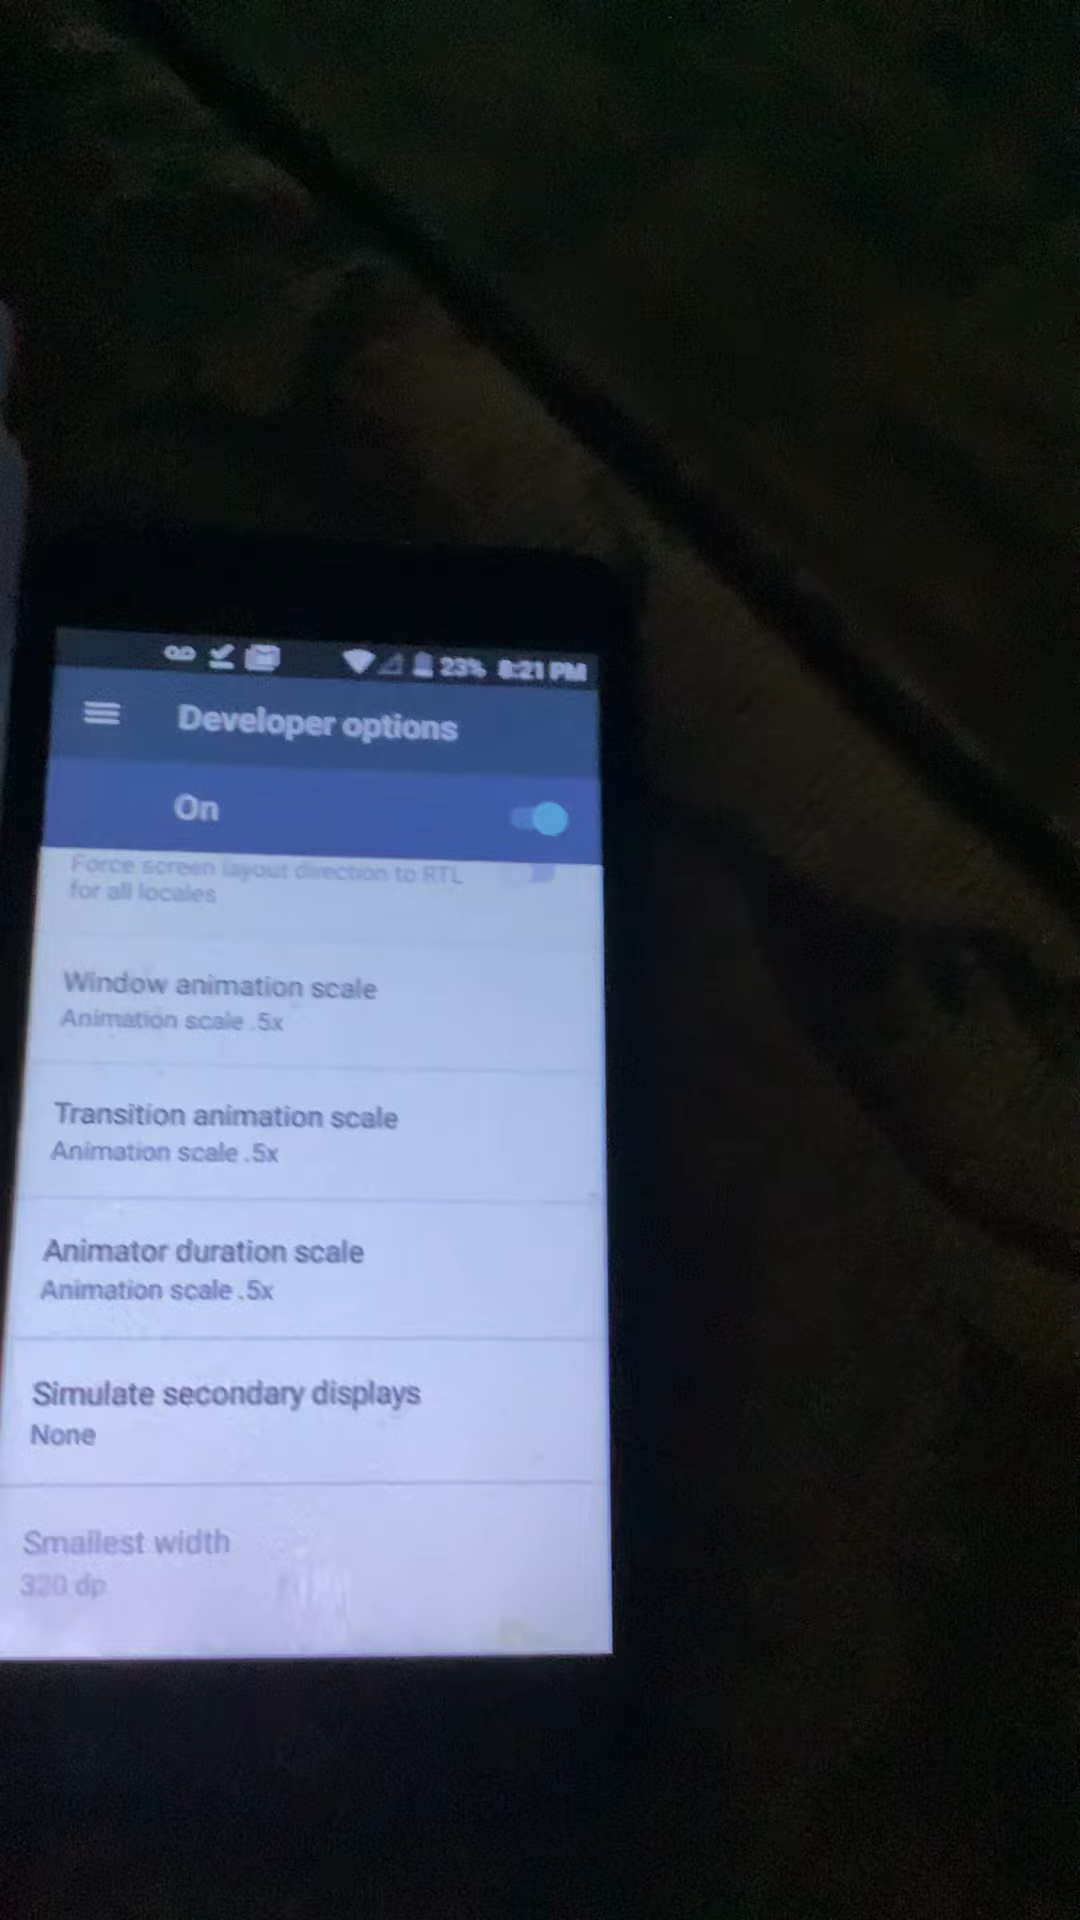 23% 8:21 PM
Developer options
On
Force screen layout direction to RTL
for all locales
Window animation scale
Animation scale .5x
Transition animation scale
Animation scale .5x
Animator duration scale
Animation scale .5x
Simulate secondary displays
None
Smallest width
320 dp